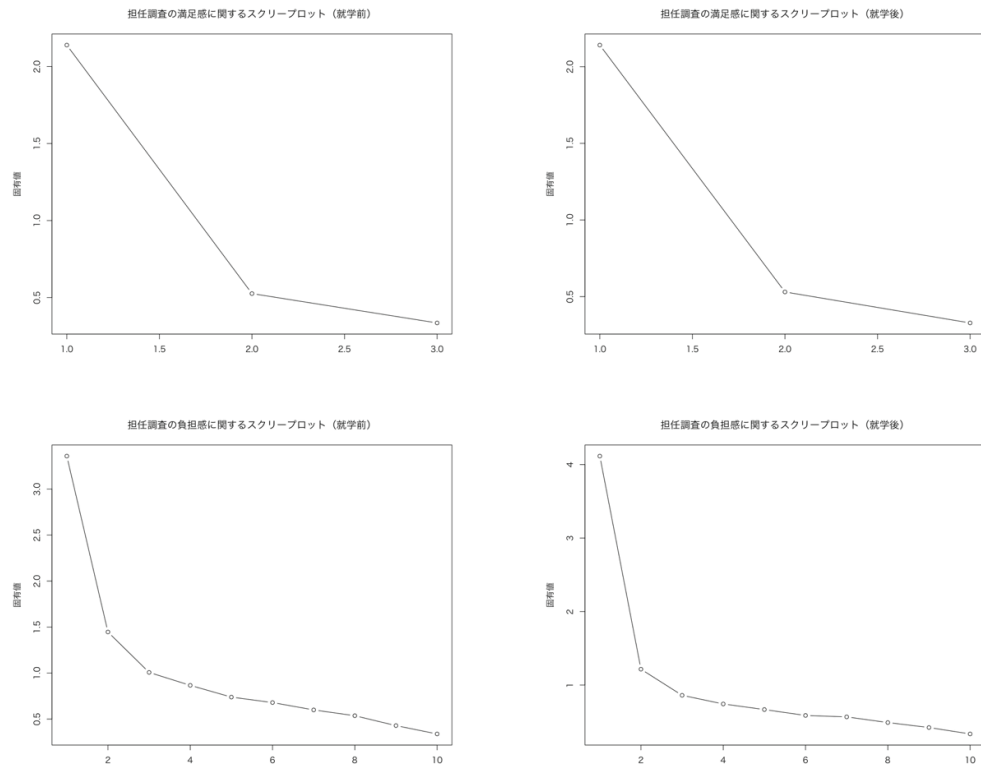 担任調査の満足感に関するスクリープロット（就学前）
固有値
2.0
1.5
1.0
0.5
1.0 1.5 2.0 2.5 3.0
担任調査の満足感に関するスクリープロット（就学後）
固有値
2.0
1.5
1.0
0.5
1.0 1.5 2.0 2.5 3.0
担任調査の負担感に関するスクリープロット（就学前）
固有値
3.0
2.5
2.0
1.5
1.0
0.5
2 4 6 8 10
担任調査の負担感に関するスクリープロット（就学後）
固有値
4
3
2
1
2 4 6 8 10